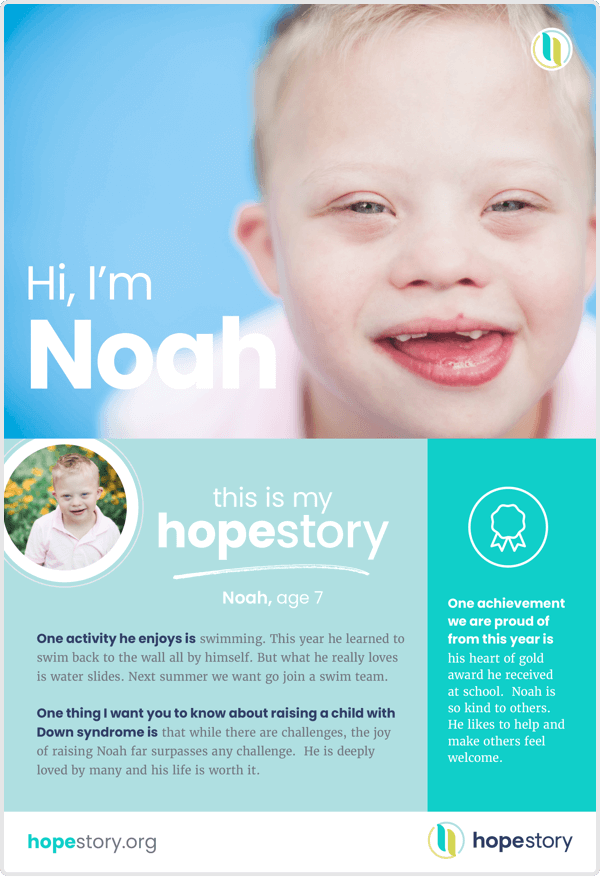 Hi, I'm
Noah
this is my
hopestory
Noah, age 7
One activity he enjoys is swimming. This year he learned to
swim back to the wall all by himself. But what he really loves
is water slides. Next summer we want go join a swim team.
One thing I want you to know about raising a child with
Down syndrome is that while there are challenges, the joy
of raising Noah far surpasses any challenge.  He is deeply
loved by many and his life is worth it.
One achievement
we are proud of
from this year is
his heart of gold
award he received
at school.  Noah is
so kind to others.
He likes to help and
make others feel
welcome.
hopestory.org
hopestory